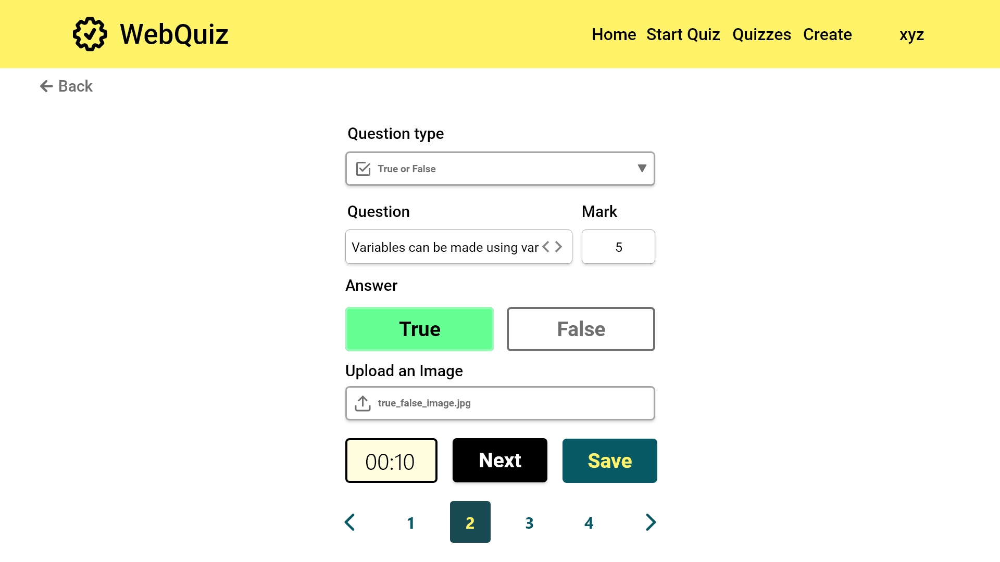 WebQuiz
Home Start Quiz Quizzes Create xyz
Back
Question type
True or False
Question Mark
Variables can be made using var 5
Answer
True False
Upload an Image
true_false_image.jpg
00:10 Next Save
1 2 3 4